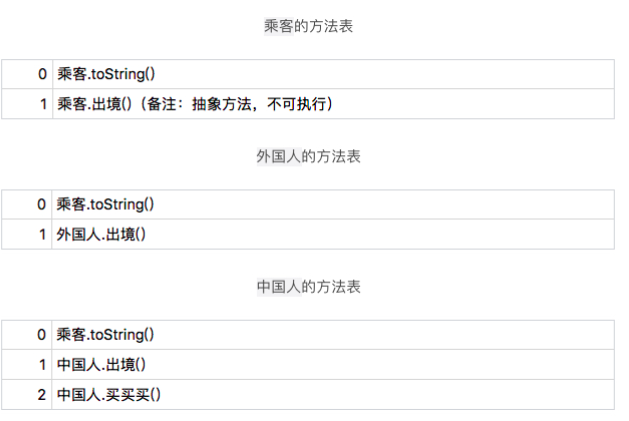 乘客的方法表
0 乘客.toString()
1 乘客.出境()（备注：抽象方法，不可执行）
外国人的方法表
0 乘客.toString()
1 外国人.出境()
中国人的方法表
0 乘客.toString()
1 中国人.出境()
2 中国人.买买买()